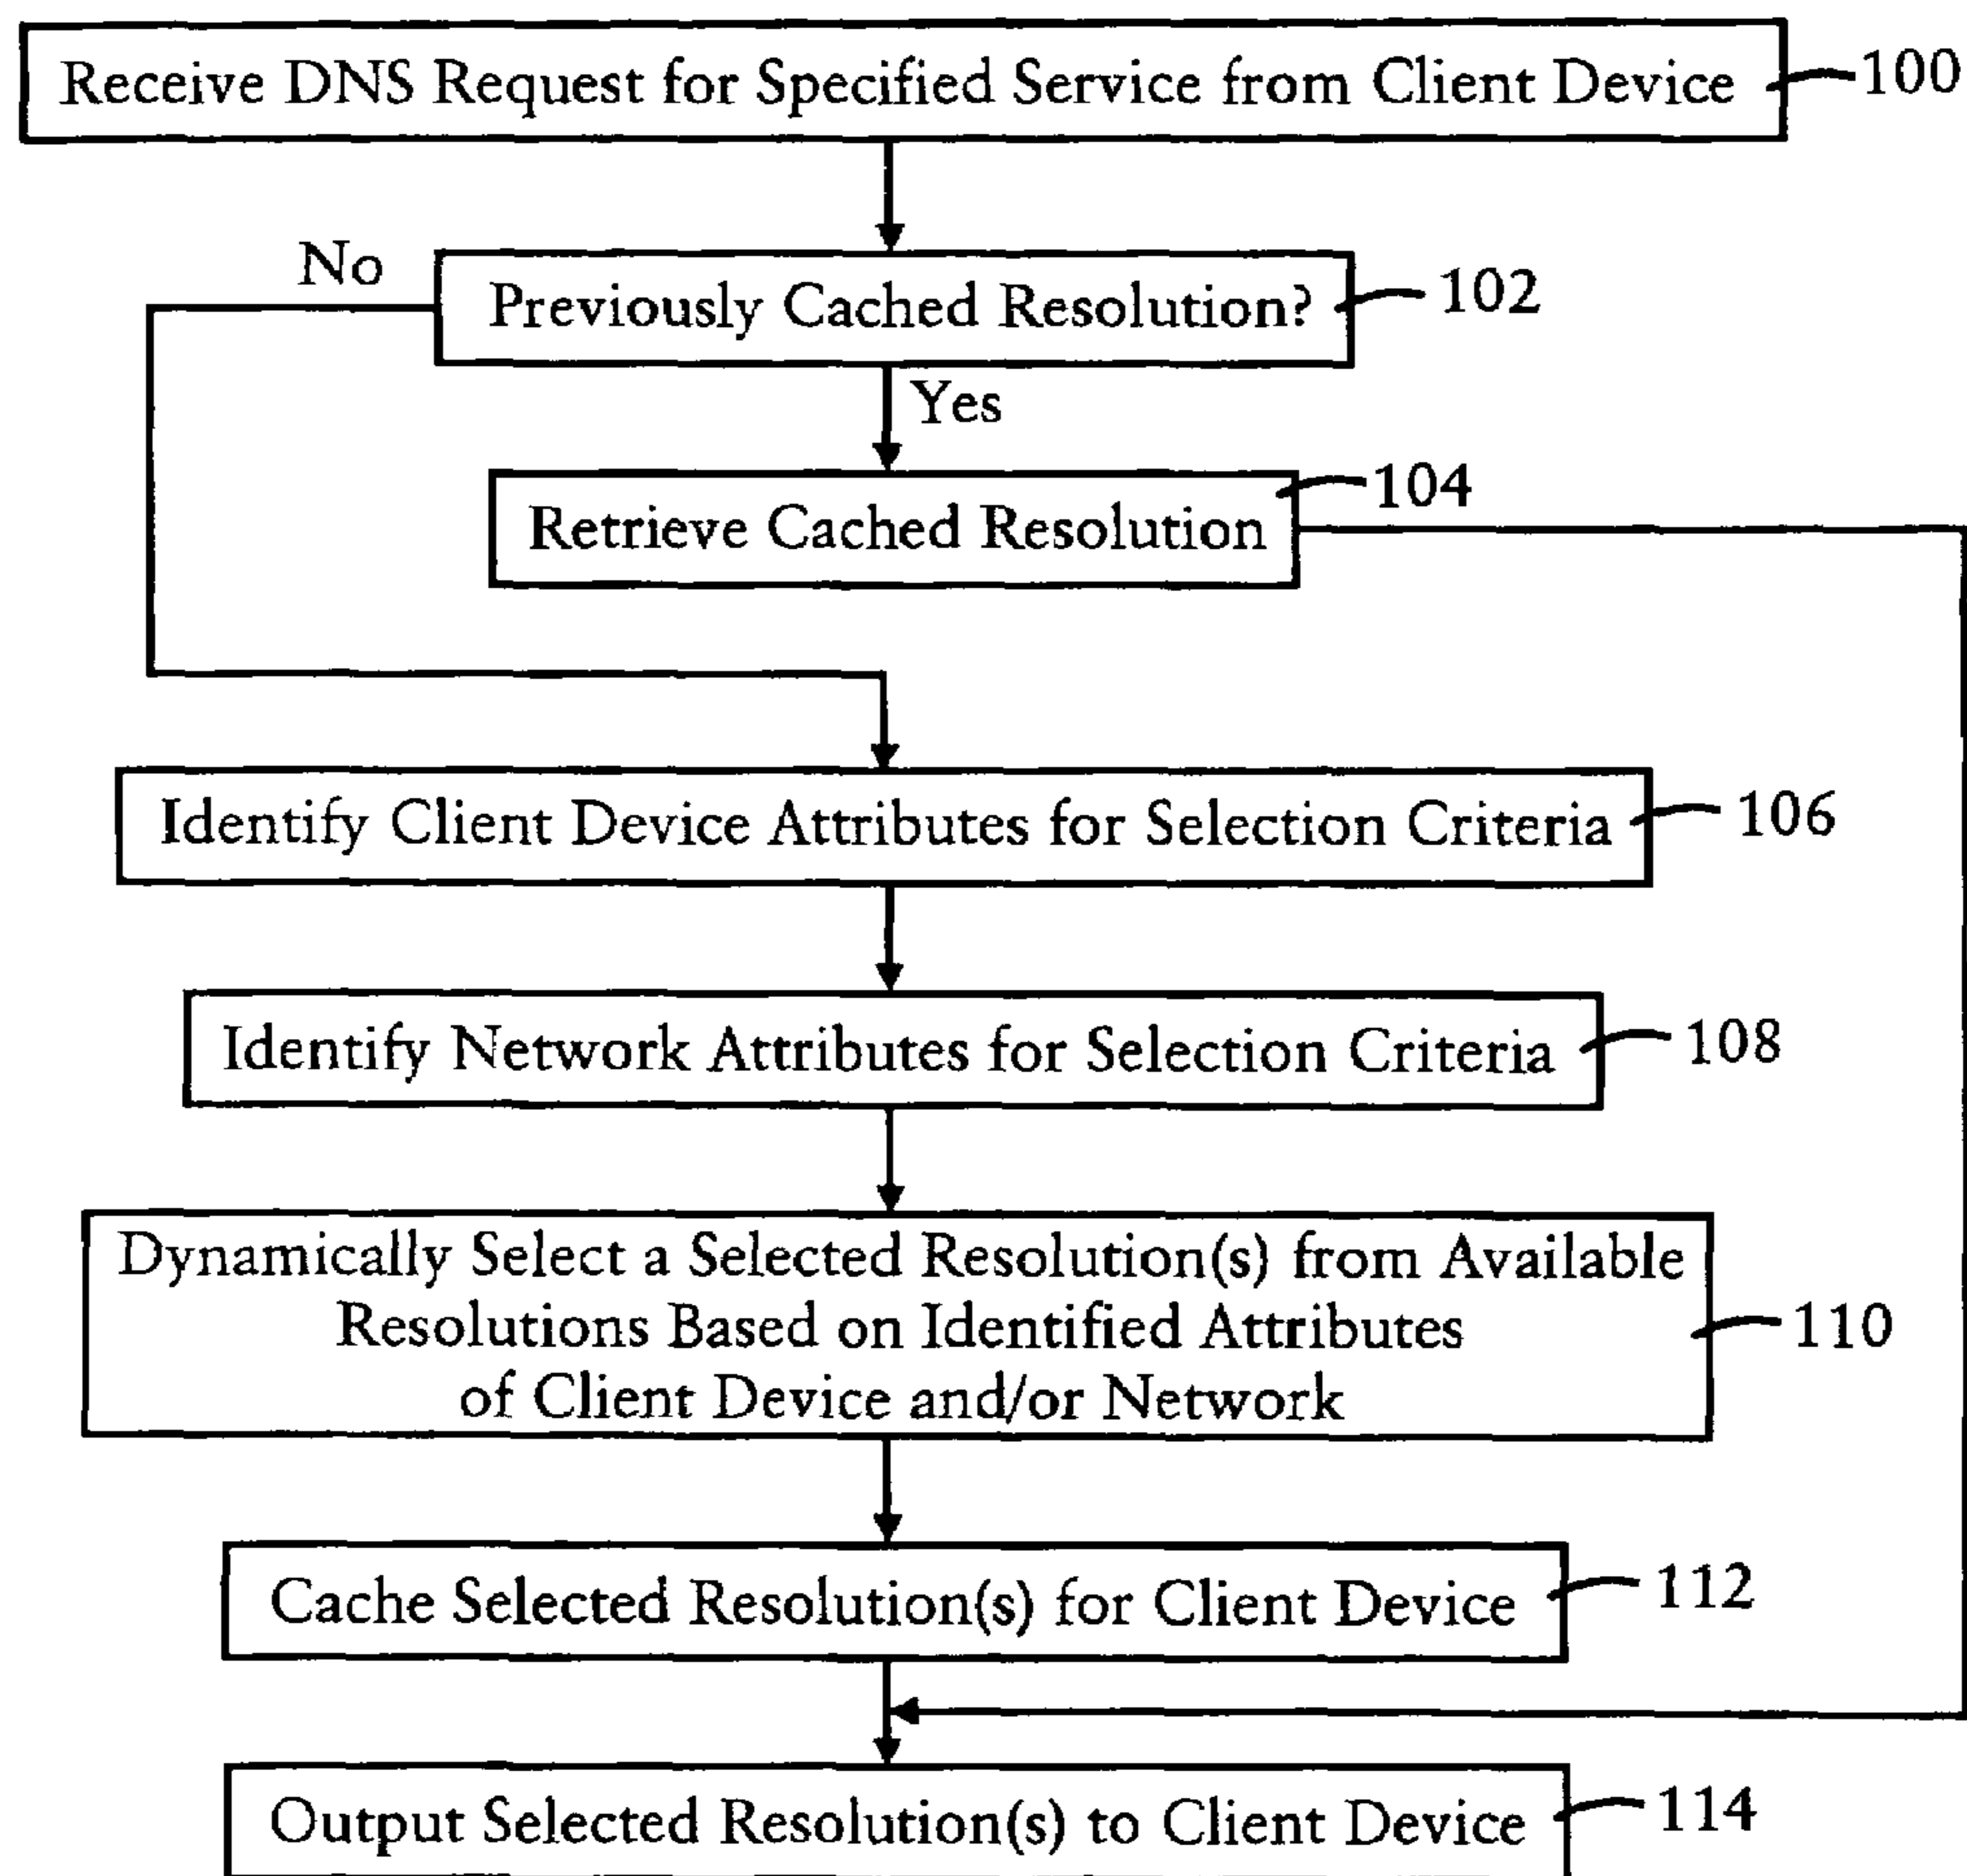 Receive DNS Request for Specified Service from Client Device
100
No
Previously Cached Resolution?
102
Yes
104
Retrieve Cached Resolution
Identify Client Device Attributes for Selection Criteria
106
Identify Network Attributes for Selection Criteria
108
Dynamically Select a Selected Resolution(s) from Available
Resolutions Based on Identified Attributes
of Client Device and/or Network
110
Cache Selected Resolution(s) for Client Device
112
Output Selected Resolution(s) to Client Device
114